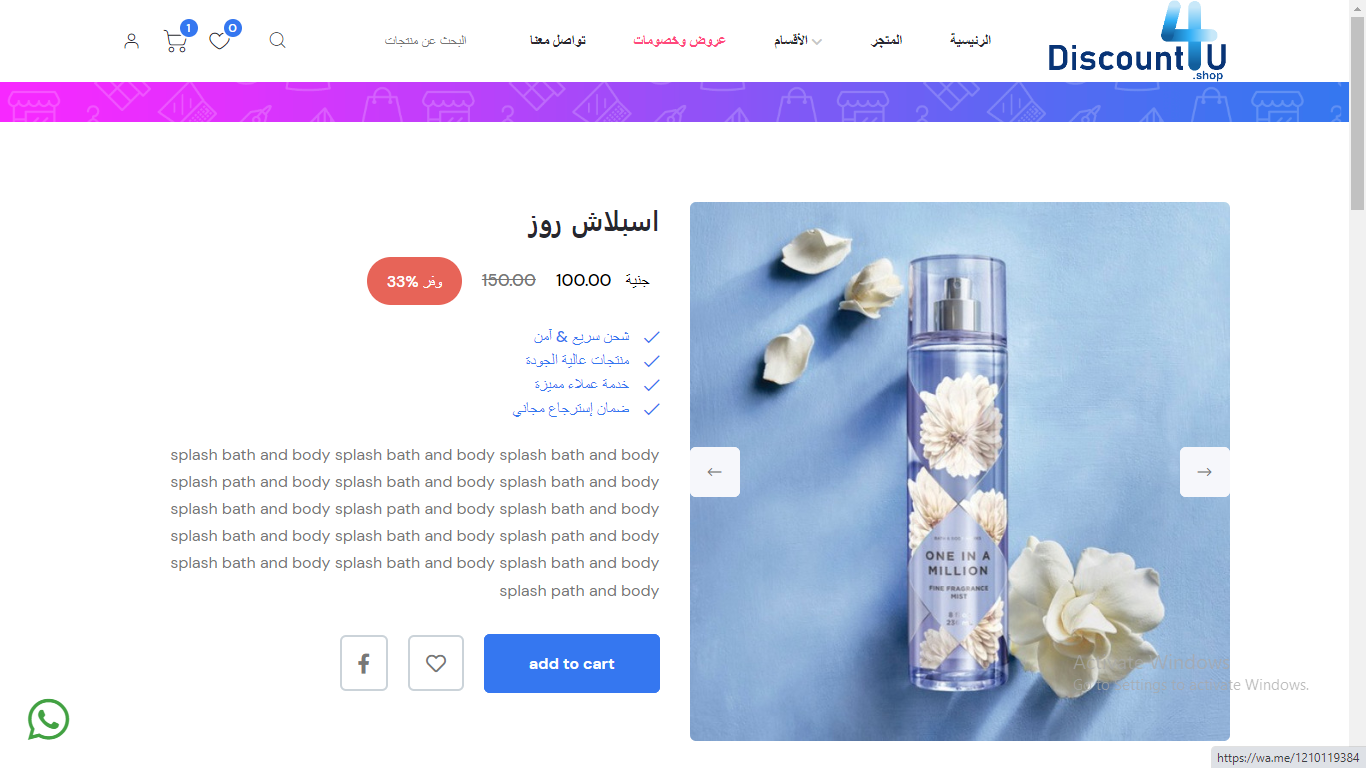 4
Discount U
.shop
الرئيسية
المتجر
الأقسام
عروض وخصومات
تواصل معنا
البحث عن منتجات
0
1
اسبلاش روز
جنية 100.00 150.00 وفر 33%
شحن سريع & آمن
منتجات عالية الجودة
خدمة عملاء مميزة
ضمان إسترجاع مجاني
splash bath and body splash bath and body splash bath and body
splash path and body splash bath and body splash bath and body
splash bath and body splash path and body splash bath and body
splash bath and body splash bath and body splash path and body
splash bath and body splash bath and body splash bath and body
splash path and body
add to cart
ONE IN A
MILLION
FINE FRAGRANCE
MIST
Activate Windows
Go to Settings to activate Windows.
https://wa.me/1210119384